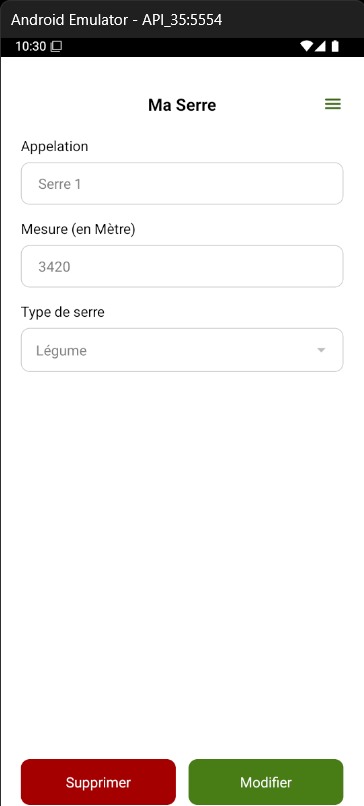 Android Emulator - API_35:5554
10:30
Ma Serre
Appelation
Serre 1
Mesure (en Mètre)
3420
Type de serre
Légume
Supprimer
Modifier